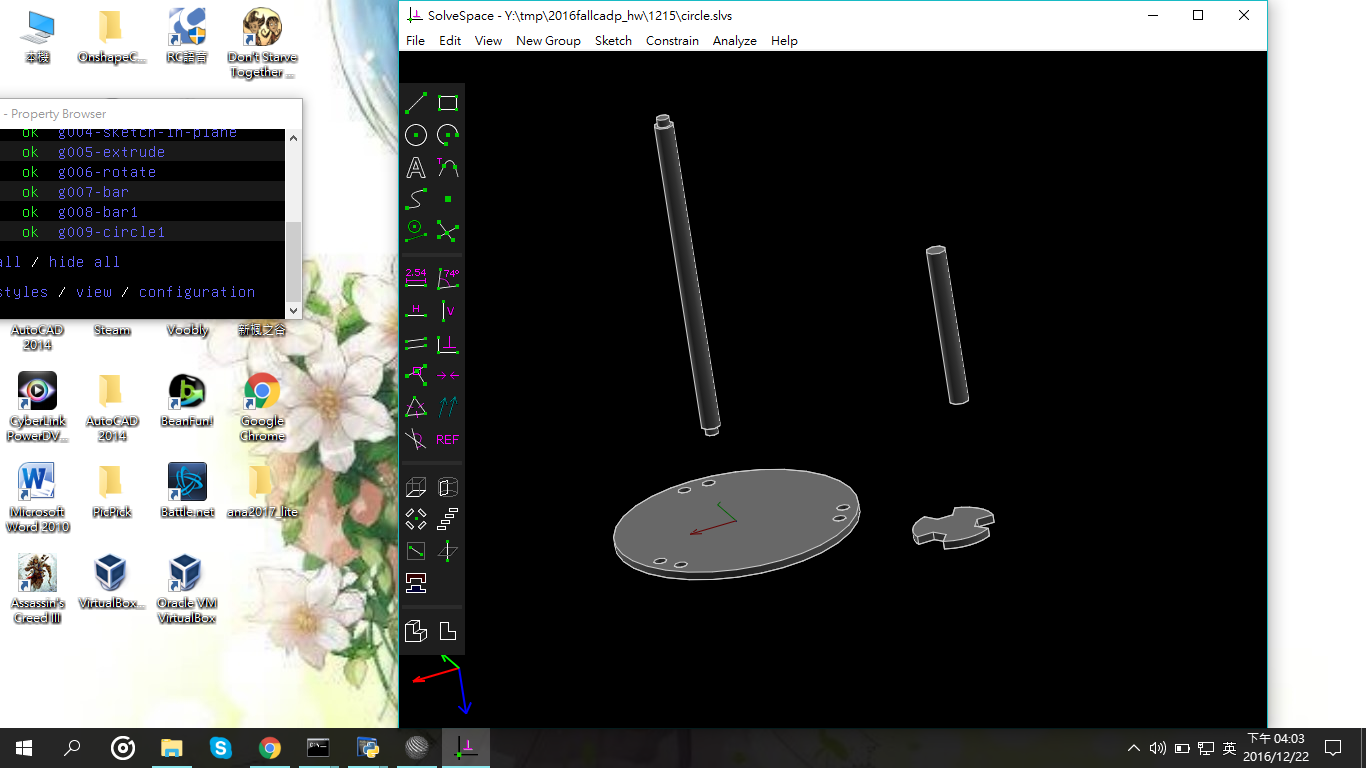 SolveSpace - Y:\tmp\2016fallcadp_hw\1215\circle.slvs
File Edit View New Group Sketch Constrain Analyze Help
本機
OnshapeC...
RC語言
Don't Starve
Together ...
- Property Browser
ok g004-sketch-in-plane
ok g005-extrude
ok g006-rotate
ok g007-bar
ok g008-bar1
ok g009-circle1
all / hide all
styles / view / configuration
AutoCAD
2014
Steam
Voobly
新楓之谷
CyberLink
PowerDV...
AutoCAD
2014
BeanFun!
Google
Chrome
Microsoft
Word 2010
PicPick
Battle.net
ana2017_lite
Assassin's
Creed III
VirtualBox...
Oracle VM
VirtualBox
A
T
2.54 74°
H V
REF
英
下午 04:03
2016/12/22